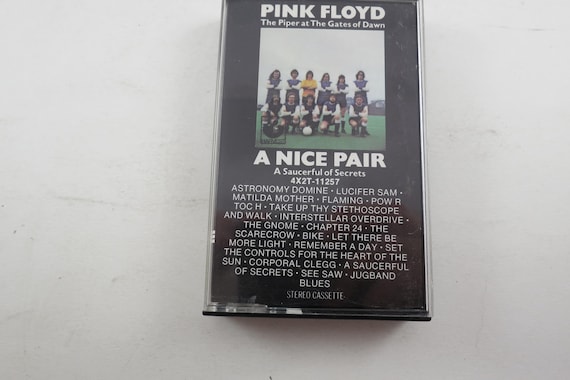 PINK FLOYD
The Piper at The Gates of Dawn
A NICE PAIR
A Saucerful of Secrets
4X2T-11257
ASTRONOMY DOMINE · LUCIFER SAM ·
MATILDA MOTHER · FLAMING · POW R
TOC H · TAKE UP THY STETHOSCOPE
AND WALK · INTERSTELLAR OVERDRIVE ·
THE GNOME · CHAPTER 24 · THE
SCARECROW · BIKE · LET THERE BE
MORE LIGHT · REMEMBER A DAY · SET
THE CONTROLS FOR THE HEART OF THE
SUN · CORPORAL CLEGG · A SAUCERFUL
OF SECRETS · SEE SAW · JUGBAND
BLUES
STEREO CASSETTE